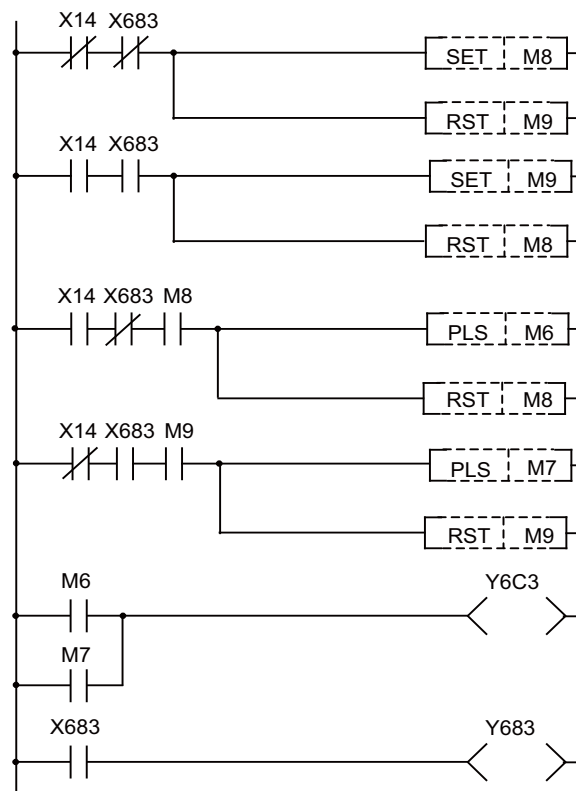 X14 X683
SET M8
RST M9
X14 X683
SET M9
RST M8
X14 X683 M8
PLS M6
RST M8
X14 X683 M9
PLS M7
RST M9
M6 Y6C3
M7
X683 Y683